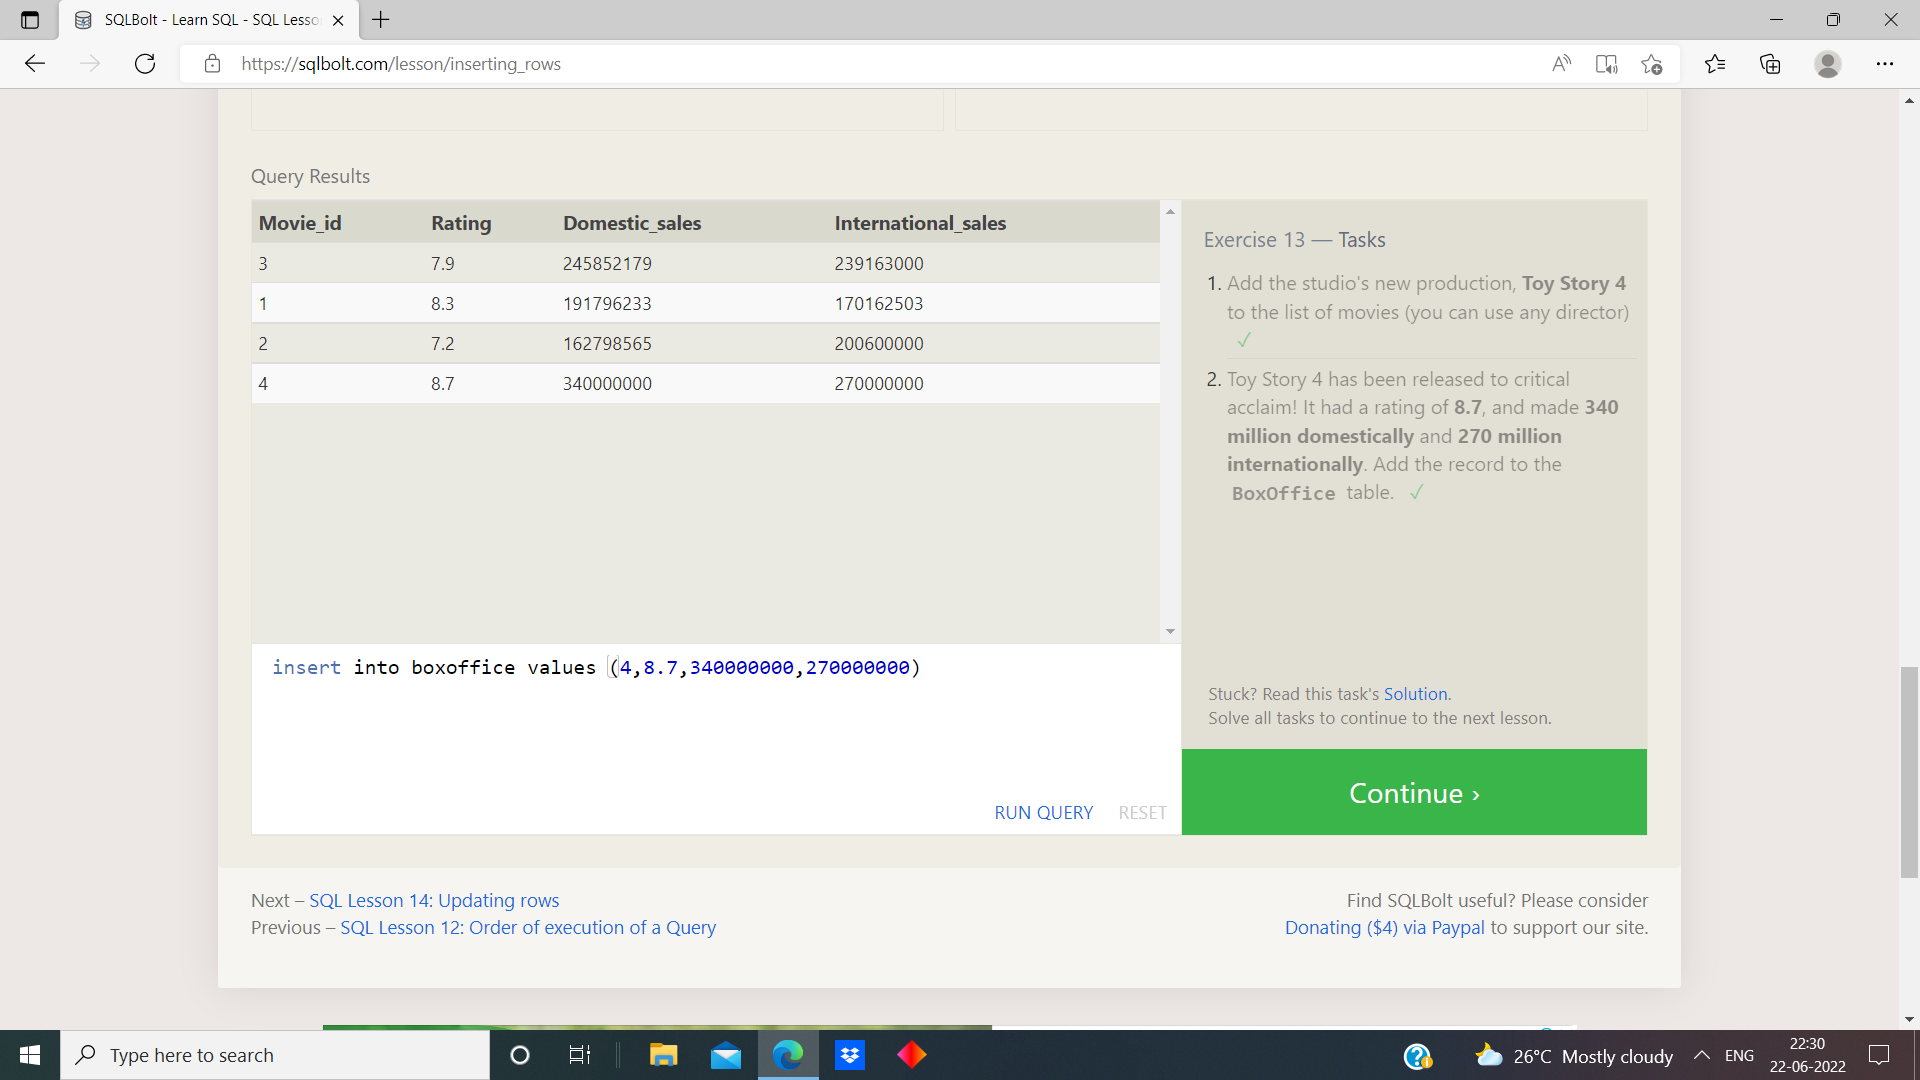 SQLBolt - Learn SQL - SQL Lesso
https://sqlbolt.com/lesson/inserting_rows
Query Results
Movie_id Rating Domestic_sales International_sales
3 7.9 245852179 239163000
1 8.3 191796233 170162503
2 7.2 162798565 200600000
4 8.7 340000000 270000000
insert into boxoffice values (4,8.7,340000000,270000000)
RUN QUERY RESET
Exercise 13 — Tasks
1. Add the studio's new production, Toy Story 4
to the list of movies (you can use any director)
✓
2. Toy Story 4 has been released to critical
acclaim! It had a rating of 8.7, and made 340
million domestically and 270 million
internationally. Add the record to the
BoxOffice table. ✓
Stuck? Read this task's Solution.
Solve all tasks to continue to the next lesson.
Continue ›
Next – SQL Lesson 14: Updating rows
Previous – SQL Lesson 12: Order of execution of a Query
Find SQLBolt useful? Please consider
Donating ($4) via Paypal to support our site.
Type here to search
26°C Mostly cloudy
ENG
22:30
22-06-2022